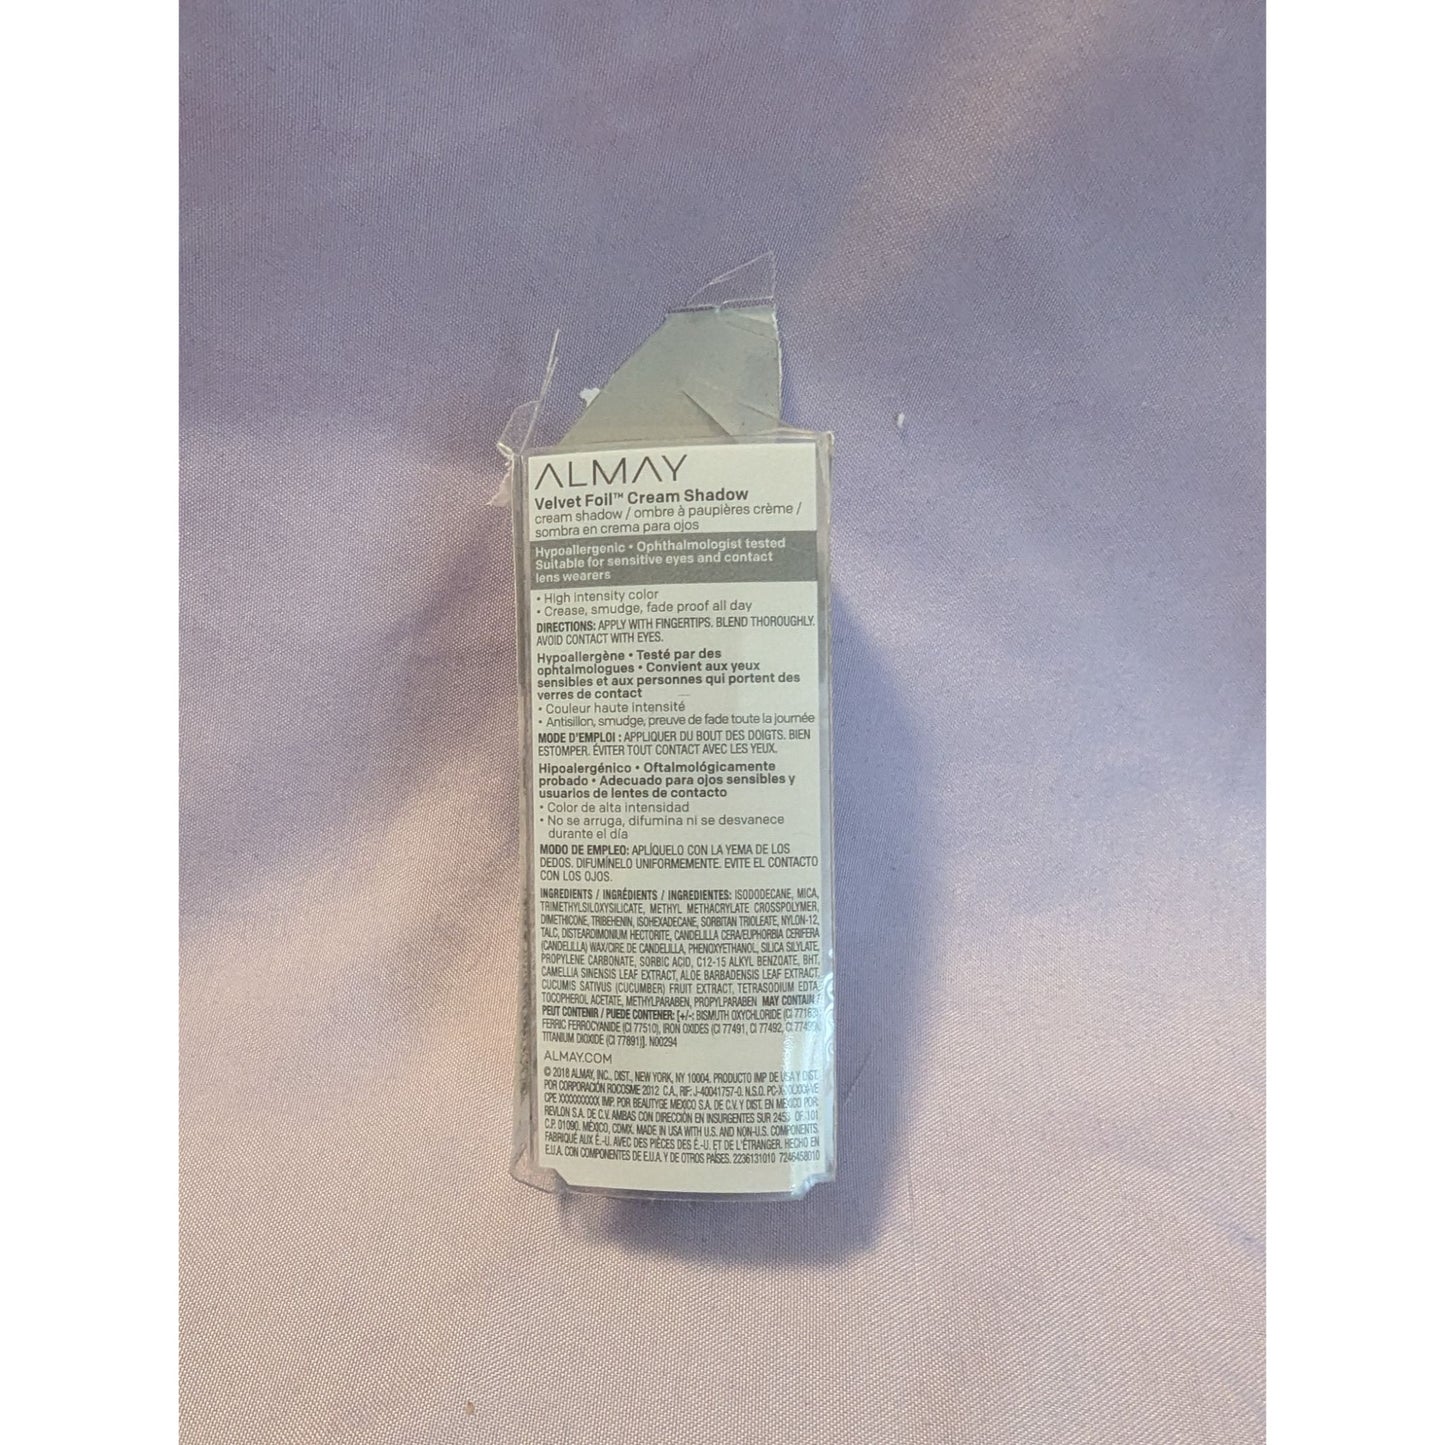 ALMAY
Velvet Foil™ Cream Shadow
cream shadow / ombre à paupières crème /
sombra en crema para ojos
Hypoallergenic • Ophthalmologist tested
Suitable for sensitive eyes and contact
lens wearers
• High intensity color
• Crease, smudge, fade proof all day
DIRECTIONS: APPLY WITH FINGERTIPS. BLEND THOROUGHLY.
AVOID CONTACT WITH EYES.
Hypoallergène • Testé par des
ophtalmologues • Convient aux yeux
sensibles et aux personnes qui portent des
verres de contact
• Couleur haute intensité
• Antisillon, smudge, preuve de fade toute la journée
MODE D'EMPLOI : APPLIQUER DU BOUT DES DOIGTS. BIEN
ESTOMPER. ÉVITER TOUT CONTACT AVEC LES YEUX.
Hipoalergénico • Oftalmológicamente
probado • Adecuado para ojos sensibles y
usuarios de lentes de contacto
• Color de alta intensidad
• No se arruga, difumina ni se desvanece
durante el día
MODO DE EMPLEO: APLÍQUELO CON LA YEMA DE LOS
DEDOS. DIFUMÍNELO UNIFORMEMENTE. EVITE EL CONTACTO
CON LOS OJOS.
INGREDIENTS / INGRÉDIENTS / INGREDIENTES: ISODODECANE, MICA,
TRIMETHYLSILOXYSILICATE, METHYL METHACRYLATE CROSSPOLYMER,
DIMETHICONE, TRIBEHENIN, ISOHEXADECANE, SORBITAN TRIOLEATE, NYLON-12,
TALC, DISTEARDIMONIUM HECTORITE, CANDELILLA CERA/EUPHORBIA CERIFERA
(CANDELILLA) WAX/CIRE DE CANDELILLA, PHENOXYETHANOL, SILICA SILYLATE,
PROPYLENE CARBONATE, SORBIC ACID, C12-15 ALKYL BENZOATE, BHT,
CAMELLIA SINENSIS LEAF EXTRACT, ALOE BARBADENSIS LEAF EXTRACT,
CUCUMIS SATIVUS (CUCUMBER) FRUIT EXTRACT, TETRASODIUM EDTA,
TOCOPHEROL ACETATE, METHYLPARABEN, PROPYLPARABEN MAY CONTAIN /
PEUT CONTENIR / PUEDE CONTENER: [+/-: BISMUTH OXYCHLORIDE (CI 77163)
FERRIC FERROCYANIDE (CI 77510), IRON OXIDES (CI 77491, CI 77492,
TITANIUM DIOXIDE (CI 77891)]. N00294
ALMAY.COM
© 2018 ALMAY, INC., DIST., NEW YORK, NY 10004. PRODUCTO IMP DE USA Y DIST.
POR CORPORACIÓN ROCOSME 2012 C.A., RIF: J-40041757-0. N.S.O.
CPE XXXXXXXXXX IMP. POR BEAUTYGE MEXICO S.A. DE C.V. Y DIST. EN MEXICO POR:
REVLON S.A. DE C.V. AMBAS CON DIRECCIÓN EN INSURGENTES SUR
C.P. 01090. MÉXICO, CDMX. MADE IN USA WITH U.S. AND NON-U.S. COMPONENTS.
FABRIQUÉ AUX É.-U. AVEC DES PIÈCES DES É.-U. ET DE L'ÉTRANGER. HECHO EN
E.U.A. CON COMPONENTES DE E.U.A. Y DE OTROS PAÍSES. 2236131010 7246458010